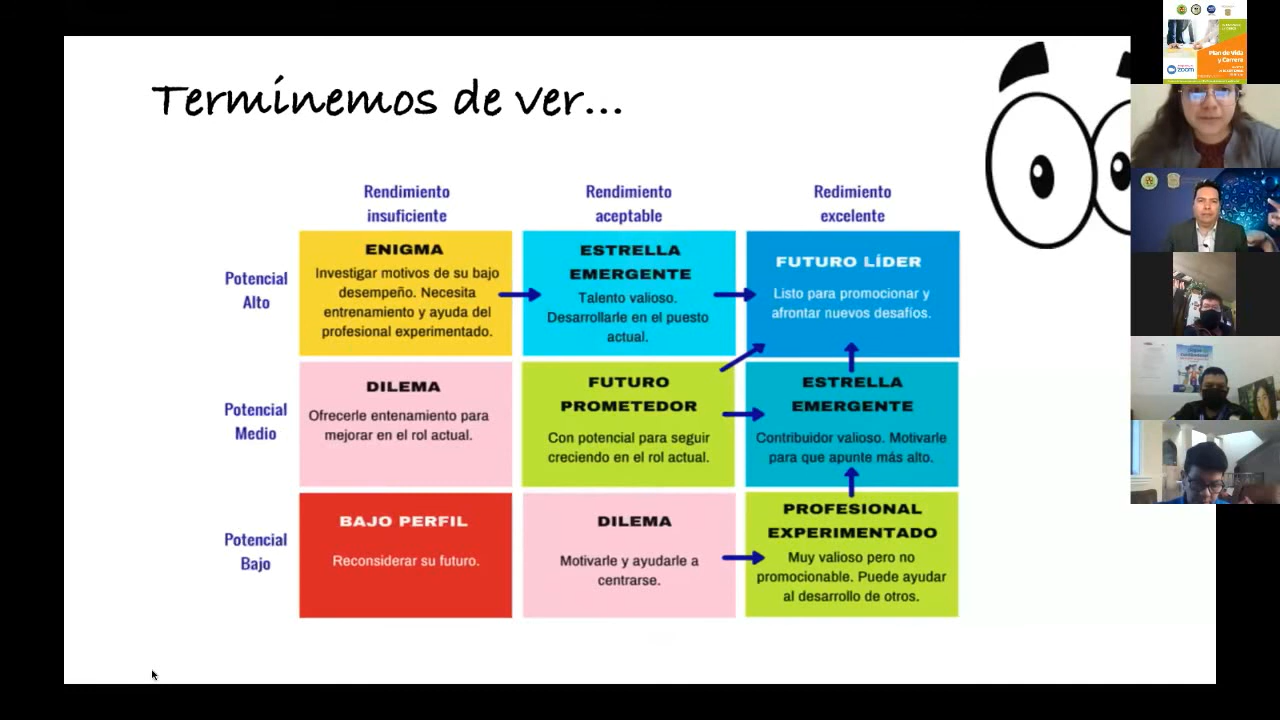 Terminemos de ver...
Rendimiento
insuficiente
Rendimiento
aceptable
Redimiento
excelente
Potencial
Alto
ENIGMA
Investigar motivos de su bajo
desempeño. Necesita
entrenamiento y ayuda del
profesional experimentado.
ESTRELLA
EMERGENTE
Talento valioso.
Desarrollarle en el puesto
actual.
FUTURO LÍDER
Listo para promocionar y
afrontar nuevos desafíos.
Potencial
Medio
DILEMA
Ofrecerle entenamiento para
mejorar en el rol actual.
FUTURO
PROMETEDOR
Con potencial para seguir
creciendo en el rol actual.
ESTRELLA
EMERGENTE
Contribuidor valioso. Motivarle
para que apunte más alto.
Potencial
Bajo
BAJO PERFIL
Reconsiderar su futuro.
DILEMA
Motivarle y ayudarle a
centrarse.
PROFESIONAL
EXPERIMENTADO
Muy valioso pero no
promocionable. Puede ayudar
al desarrollo de otros.
Plan de Vida
y Carrera
zoom